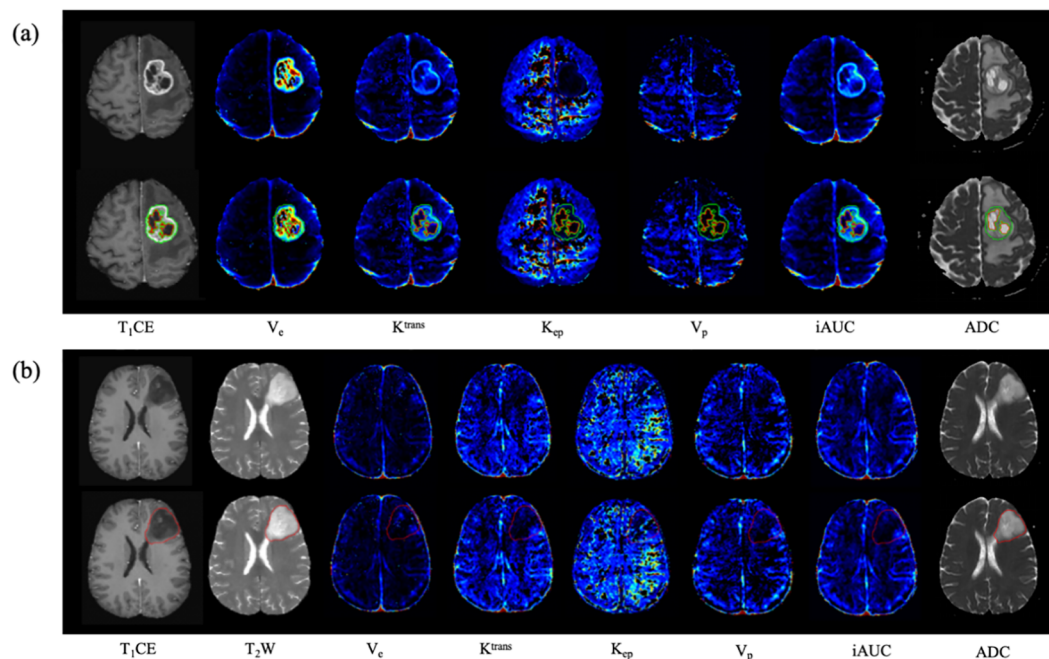 (a)
T₁CE Vₑ Kᵗʳᵃⁿˢ Kₑₚ Vₚ iAUC ADC
(b)
T₁CE T₂W Vₑ Kᵗʳᵃⁿˢ Kₑₚ Vₚ iAUC ADC